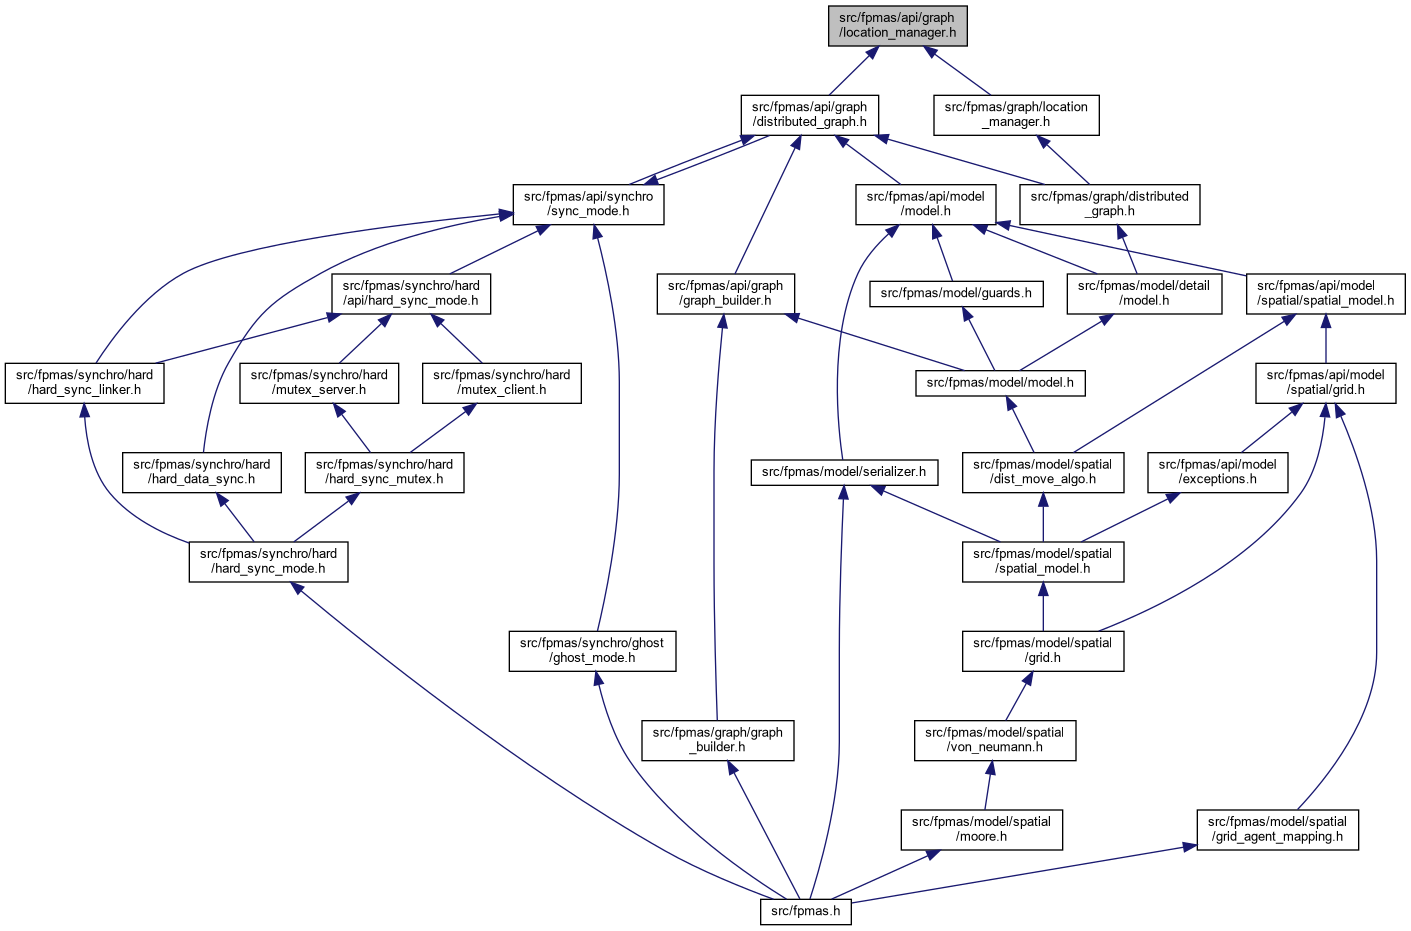 src/fpmas/api/graph
/location_manager.h
src/fpmas/api/graph
/distributed_graph.h
src/fpmas/graph/location
_manager.h
src/fpmas/api/synchro
/sync_mode.h
src/fpmas/api/model
/model.h
src/fpmas/graph/distributed
_graph.h
src/fpmas/synchro/hard
/api/hard_sync_mode.h
src/fpmas/api/graph
/graph_builder.h
src/fpmas/model/guards.h
src/fpmas/model/detail
/model.h
src/fpmas/api/model
/spatial/spatial_model.h
src/fpmas/synchro/hard
/hard_sync_linker.h
src/fpmas/synchro/hard
/mutex_server.h
src/fpmas/synchro/hard
/mutex_client.h
src/fpmas/model/model.h
src/fpmas/api/model
/spatial/grid.h
src/fpmas/synchro/hard
/hard_data_sync.h
src/fpmas/synchro/hard
/hard_sync_mutex.h
src/fpmas/model/serializer.h
src/fpmas/model/spatial
/dist_move_algo.h
src/fpmas/api/model
/exceptions.h
src/fpmas/synchro/hard
/hard_sync_mode.h
src/fpmas/model/spatial
/spatial_model.h
src/fpmas/synchro/ghost
/ghost_mode.h
src/fpmas/model/spatial
/grid.h
src/fpmas/graph/graph
_builder.h
src/fpmas/model/spatial
/von_neumann.h
src/fpmas/model/spatial
/moore.h
src/fpmas/model/spatial
/grid_agent_mapping.h
src/fpmas.h